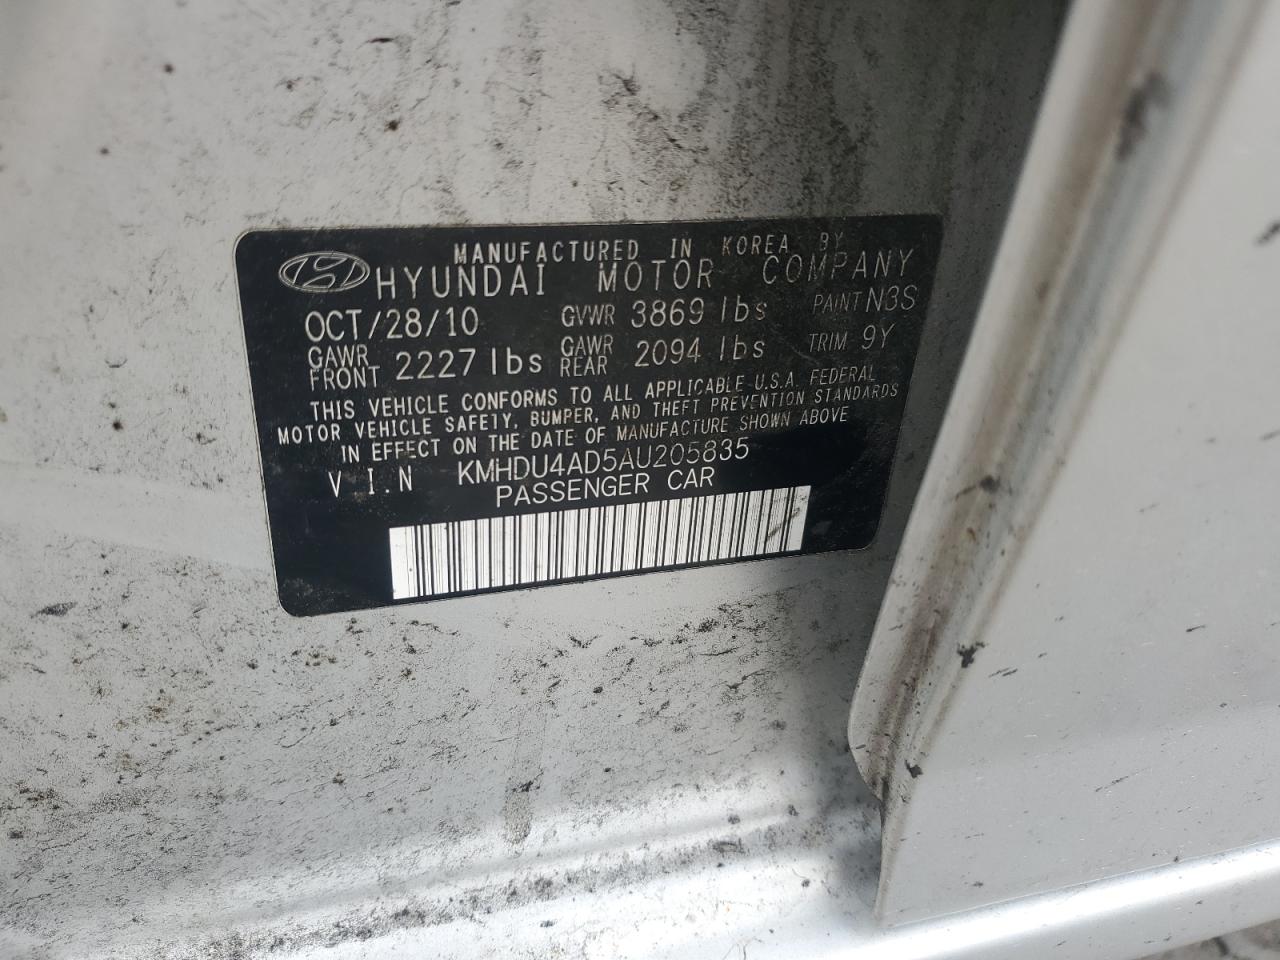 MANUFACTURED IN KOREA BY
HYUNDAI MOTOR COMPANY
OCT/28/10 GVWR 3869 lbs PAINT N3S
GAWR FRONT 2227 lbs GAWR REAR 2094 lbs TRIM 9Y
THIS VEHICLE CONFORMS TO ALL APPLICABLE U.S.A. FEDERAL
MOTOR VEHICLE SAFETY, BUMPER, AND THEFT PREVENTION STANDARDS
IN EFFECT ON THE DATE OF MANUFACTURE SHOWN ABOVE
V I.N KMHDU4AD5AU205835
PASSENGER CAR